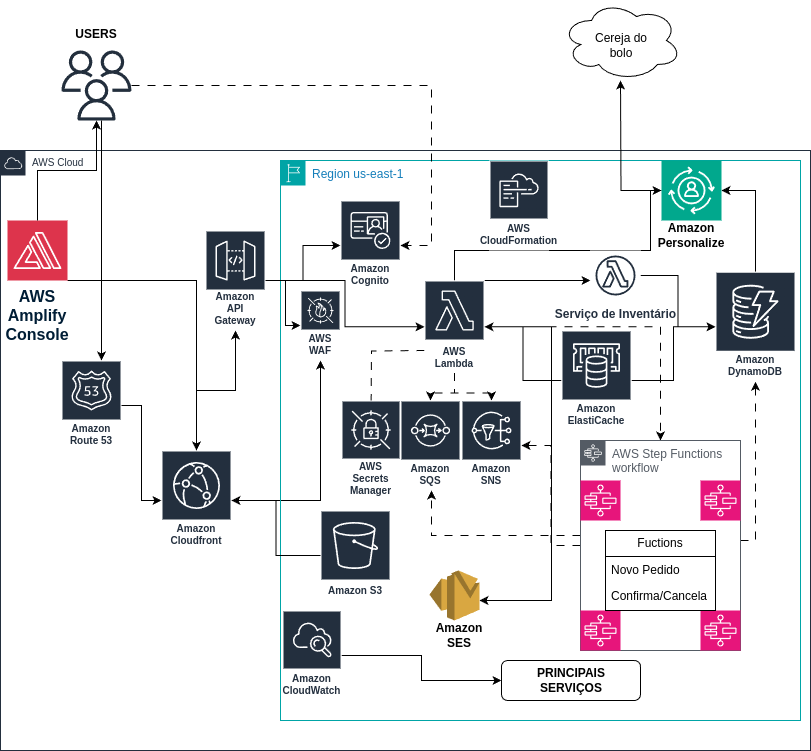 USERS
Cereja do
bolo
AWS Cloud
Region us-east-1
AWS
CloudFormation
Amazon
Personalize
Amazon
Cognito
Amazon
API
Gateway
AWS
Amplify
Console
AWS
WAF
AWS
Lambda
Serviço de Inventário
Amazon
DynamoDB
53
Amazon
Route 53
Amazon
ElastiCache
AWS
Secrets
Manager
Amazon
SQS
Amazon
SNS
AWS Step Functions
workflow
Amazon
Cloudfront
Fuctions
Novo Pedido
Confirma/Cancela
Amazon S3
Amazon
SES
Amazon
CloudWatch
PRINCIPAIS
SERVIÇOS